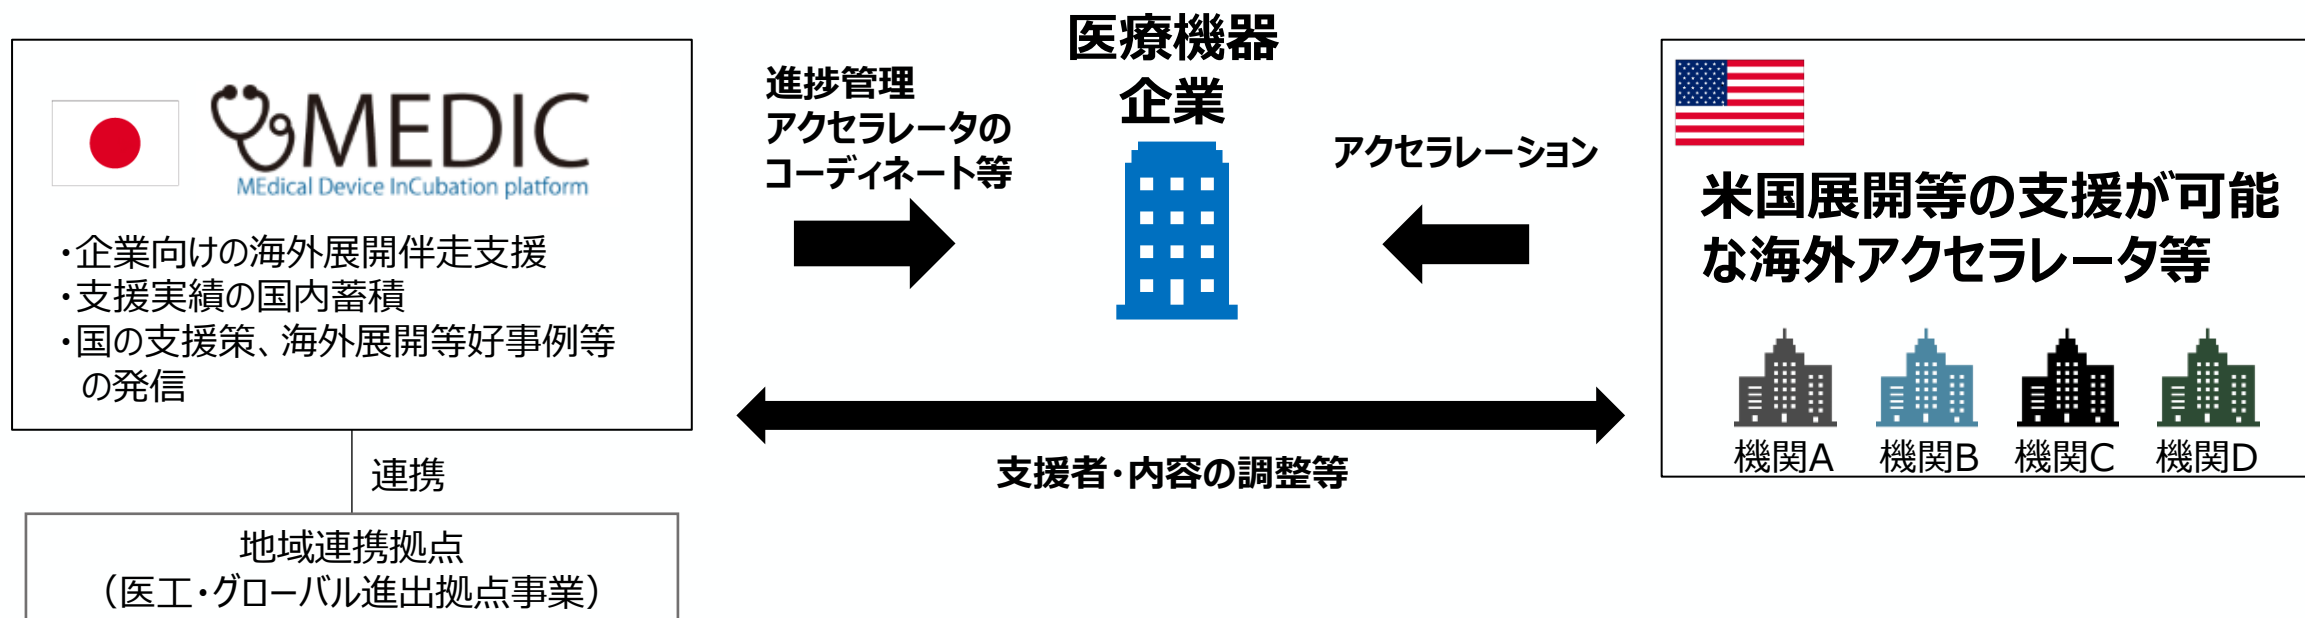 MEDIC
MEdical Device InCubation platform
・企業向けの海外展開伴走支援
・支援実績の国内蓄積
・国の支援策、海外展開等好事例等
の発信
連携
地域連携拠点
（医工・グローバル進出拠点事業）
進捗管理
アクセラレータの
コーディネート等
医療機器
企業
アクセラレーション
支援者・内容の調整等
米国展開等の支援が可能
な海外アクセラレータ等
機関A 機関B 機関C 機関D